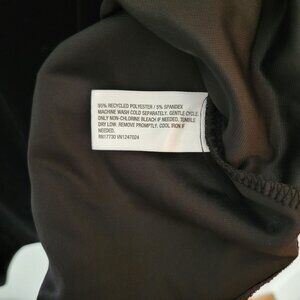 95% RECYCLED POLYESTER / 5% SPANDEX
MACHINE WASH COLD SEPARATELY. GENTLE CYCLE.
ONLY NON-CHLORINE BLEACH IF NEEDED. TUMBLE
DRY LOW. REMOVE PROMPTLY. COOL IRON IF
NEEDED.
RN17730 VN1247024